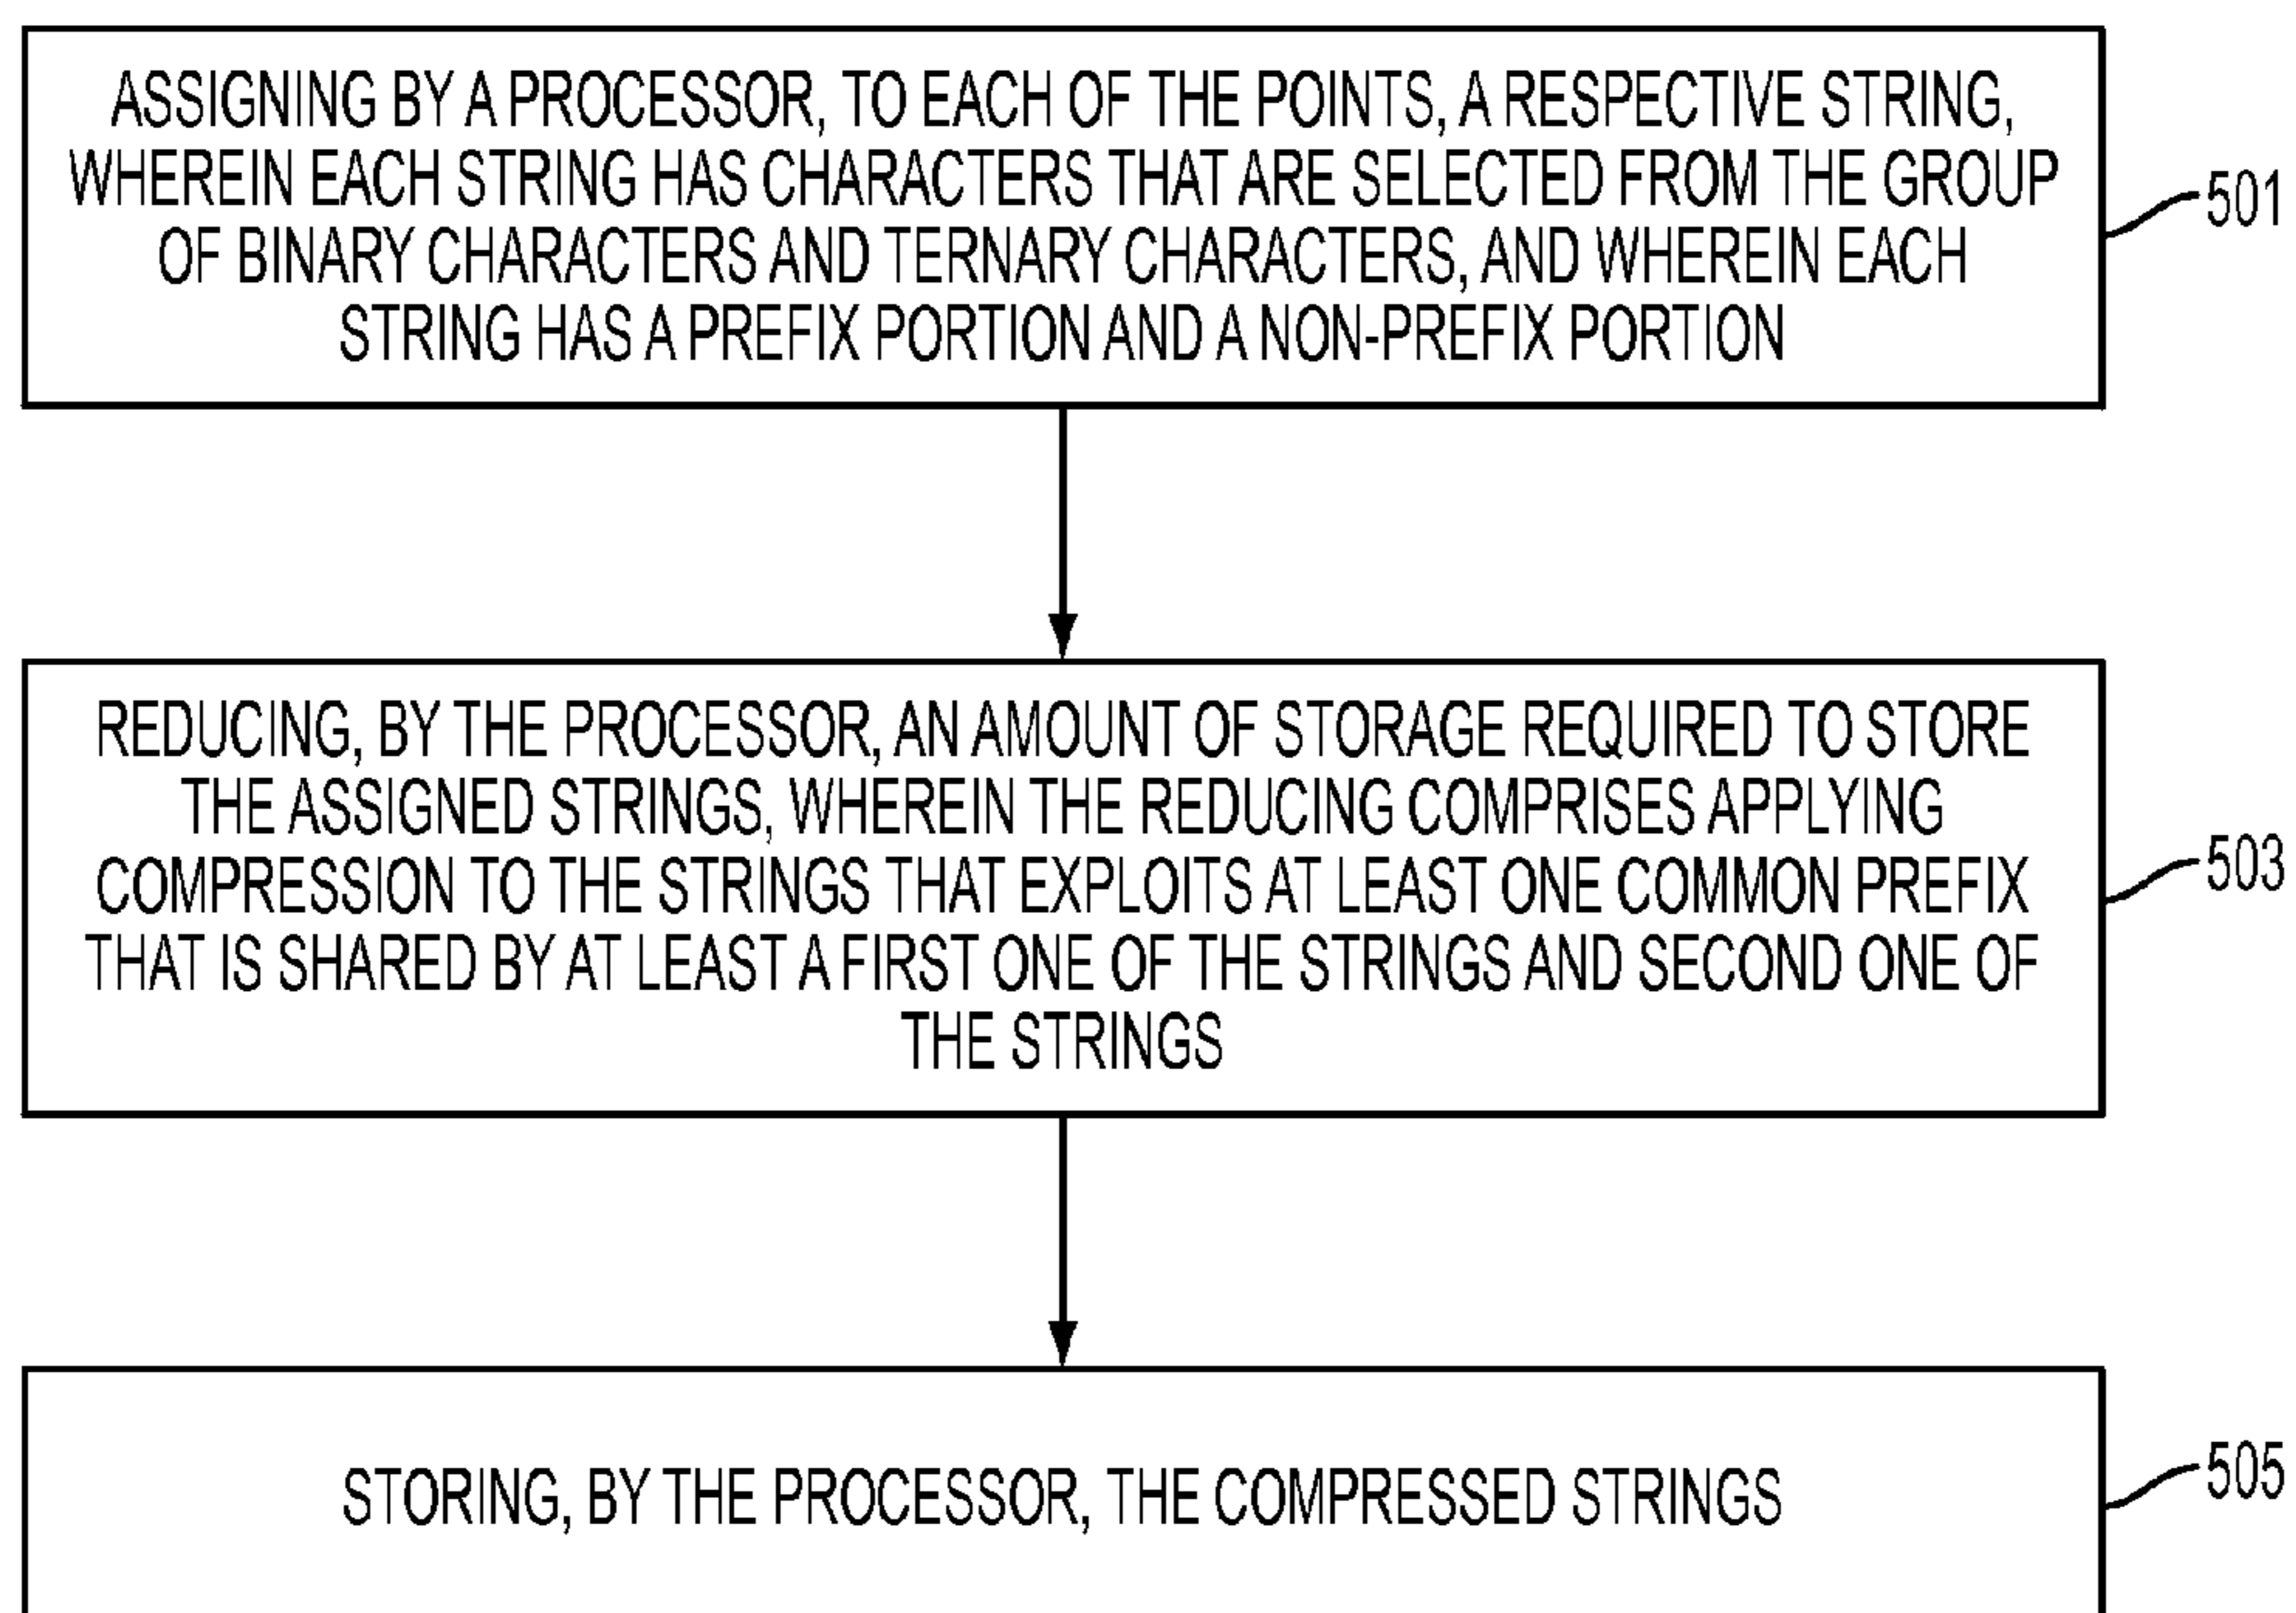 ASSIGNING BY A PROCESSOR, TO EACH OF THE POINTS, A RESPECTIVE STRING,
WHEREIN EACH STRING HAS CHARACTERS THAT ARE SELECTED FROM THE GROUP
OF BINARY CHARACTERS AND TERNARY CHARACTERS, AND WHEREIN EACH
STRING HAS A PREFIX PORTION AND A NON-PREFIX PORTION
501
REDUCING, BY THE PROCESSOR, AN AMOUNT OF STORAGE REQUIRED TO STORE
THE ASSIGNED STRINGS, WHEREIN THE REDUCING COMPRISES APPLYING
COMPRESSION TO THE STRINGS THAT EXPLOITS AT LEAST ONE COMMON PREFIX
THAT IS SHARED BY AT LEAST A FIRST ONE OF THE STRINGS AND SECOND ONE OF
THE STRINGS
503
STORING, BY THE PROCESSOR, THE COMPRESSED STRINGS
505